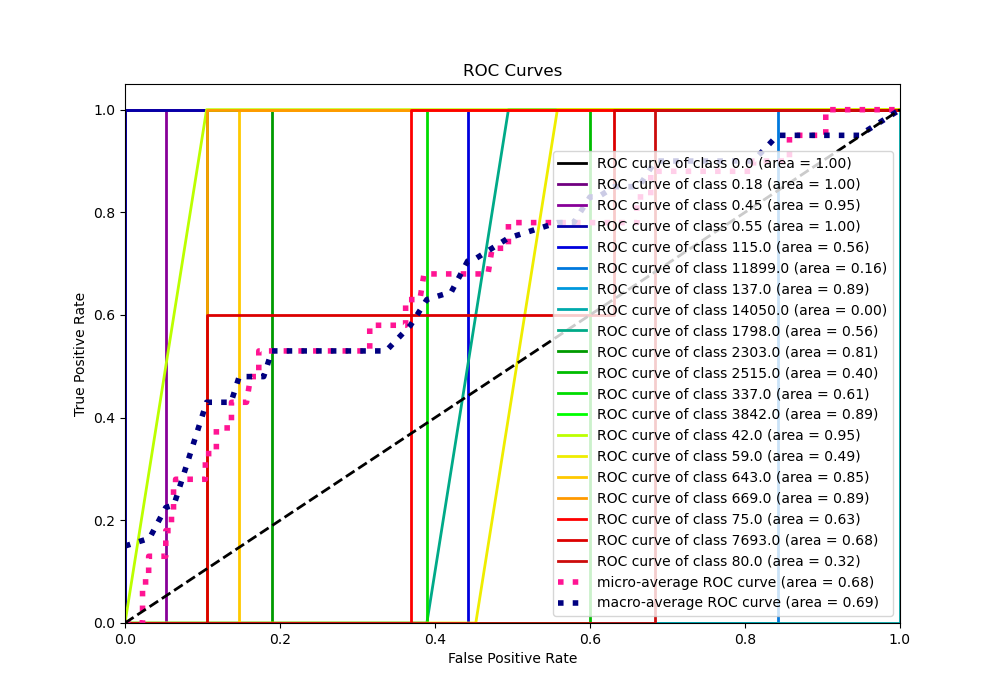 ROC Curves
True Positive Rate
1.0
0.8
0.6
0.4
0.2
0.0
ROC curve of class 0.0 (area = 1.00)
ROC curve of class 0.18 (area = 1.00)
ROC curve of class 0.45 (area = 0.95)
ROC curve of class 0.55 (area = 1.00)
ROC curve of class 115.0 (area = 0.56)
ROC curve of class 11899.0 (area = 0.16)
ROC curve of class 137.0 (area = 0.89)
ROC curve of class 14050.0 (area = 0.00)
ROC curve of class 1798.0 (area = 0.56)
ROC curve of class 2303.0 (area = 0.81)
ROC curve of class 2515.0 (area = 0.40)
ROC curve of class 337.0 (area = 0.61)
ROC curve of class 3842.0 (area = 0.89)
ROC curve of class 42.0 (area = 0.95)
ROC curve of class 59.0 (area = 0.49)
ROC curve of class 643.0 (area = 0.85)
ROC curve of class 669.0 (area = 0.89)
ROC curve of class 75.0 (area = 0.63)
ROC curve of class 7693.0 (area = 0.68)
ROC curve of class 80.0 (area = 0.32)
micro-average ROC curve (area = 0.68)
macro-average ROC curve (area = 0.69)
0.0 0.2 0.4 0.6 0.8 1.0
False Positive Rate